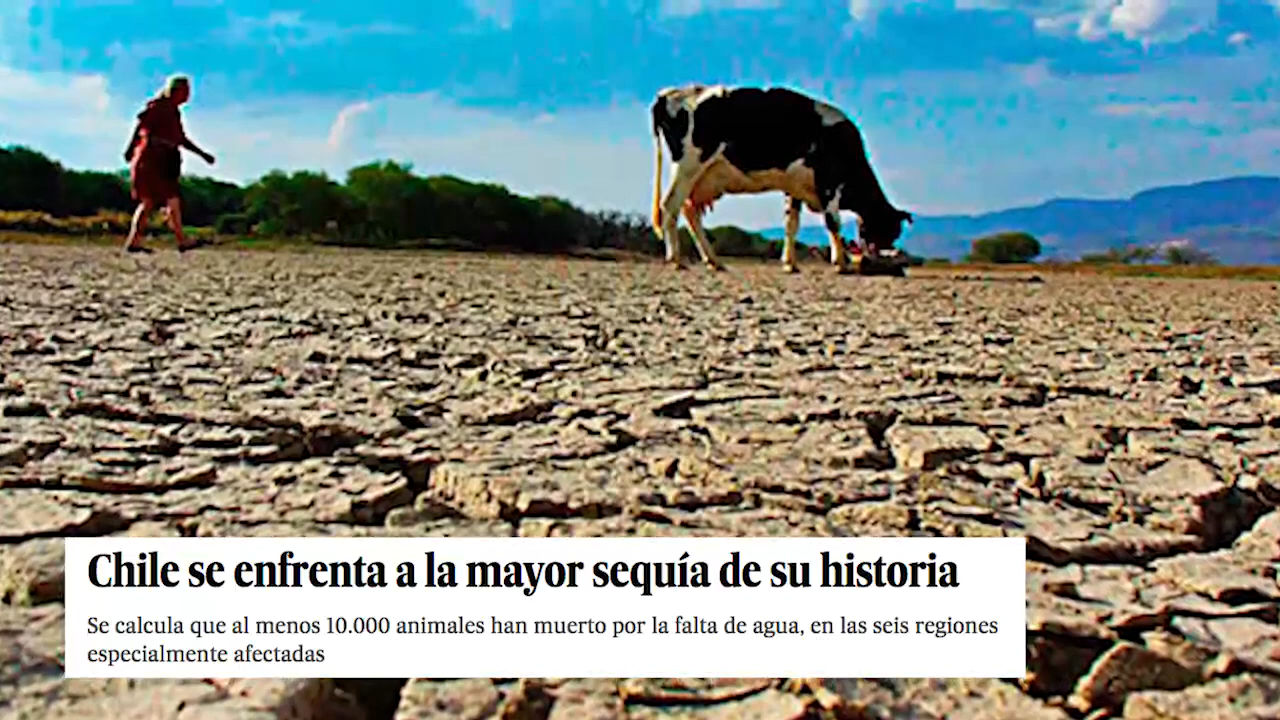 Chile se enfrenta a la mayor sequía de su historia
Se calcula que al menos 10.000 animales han muerto por la falta de agua, en las seis regiones
especialmente afectadas